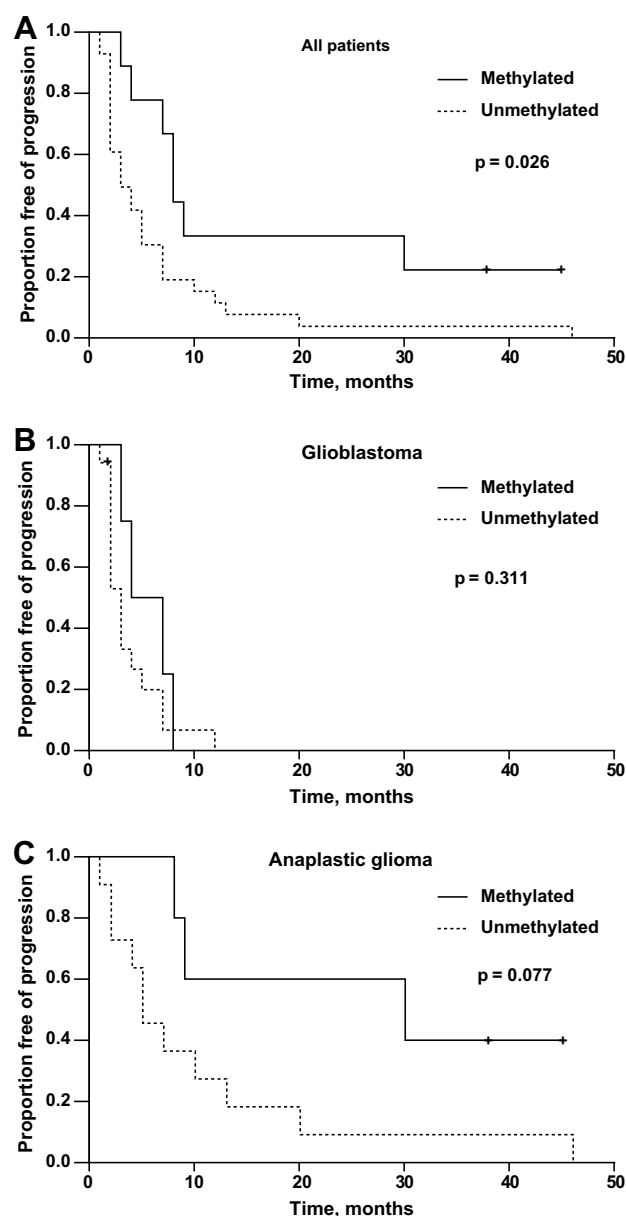 A
All patients
Methylated
Unmethylated
p = 0.026
Proportion free of progression
1.0
0.8
0.6
0.4
0.2
0.0
0 10 20 30 40 50
Time, months
B
Glioblastoma
Methylated
Unmethylated
p = 0.311
Proportion free of progression
1.0
0.8
0.6
0.4
0.2
0.0
0 10 20 30 40 50
Time, months
C
Anaplastic glioma
Methylated
Unmethylated
p = 0.077
Proportion free of progression
1.0
0.8
0.6
0.4
0.2
0.0
0 10 20 30 40 50
Time, months